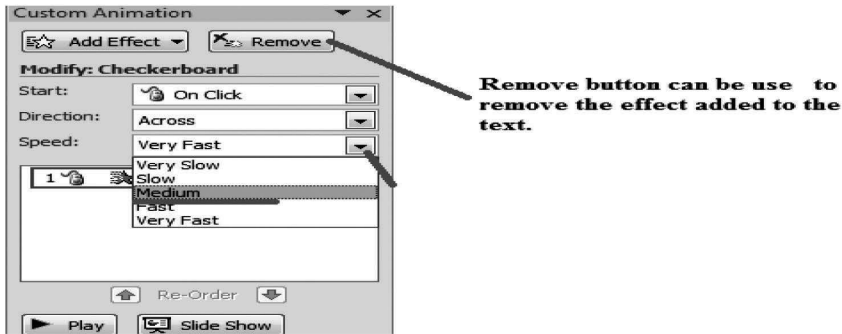 Custom Animation
Add Effect
Remove
Modify: Checkerboard
Start:
On Click
Direction:
Across
Speed:
Very Fast
Very Slow
Slow
1
Medium
Fast
Very Fast
Re-Order
Play
Slide Show
Remove button can be use to
remove the effect added to the
text.